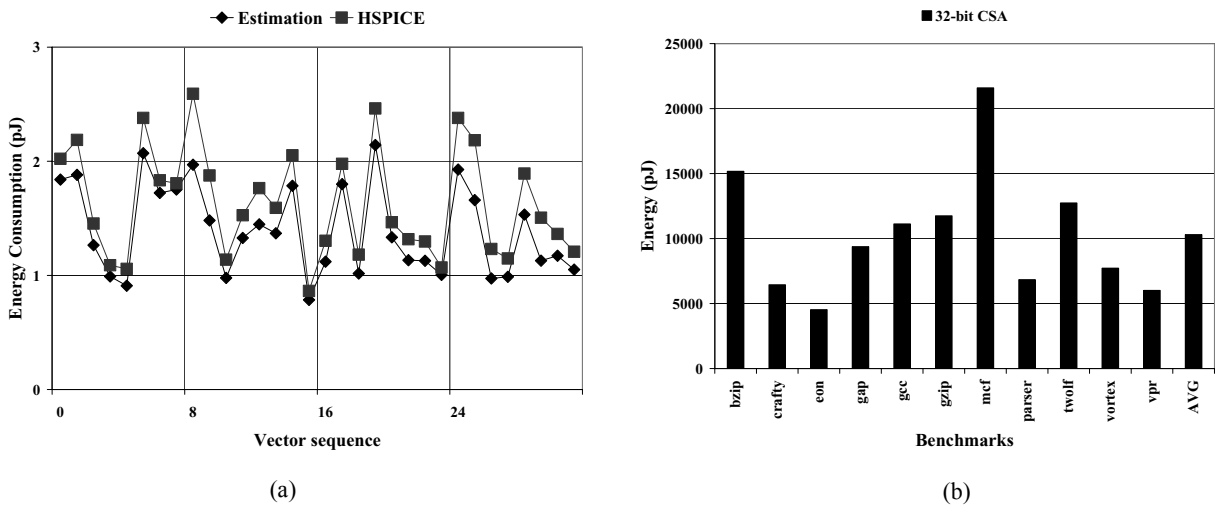 Estimation HSPICE
3
2
1
0
Energy Consumption (pJ)
0 8 16 24
Vector sequence
(a)
32-bit CSA
25000
20000
15000
10000
5000
0
Energy (pJ)
bzip crafty eon gap gcc gzip mcf parser twolf vortex vpr AVG
Benchmarks
(b)